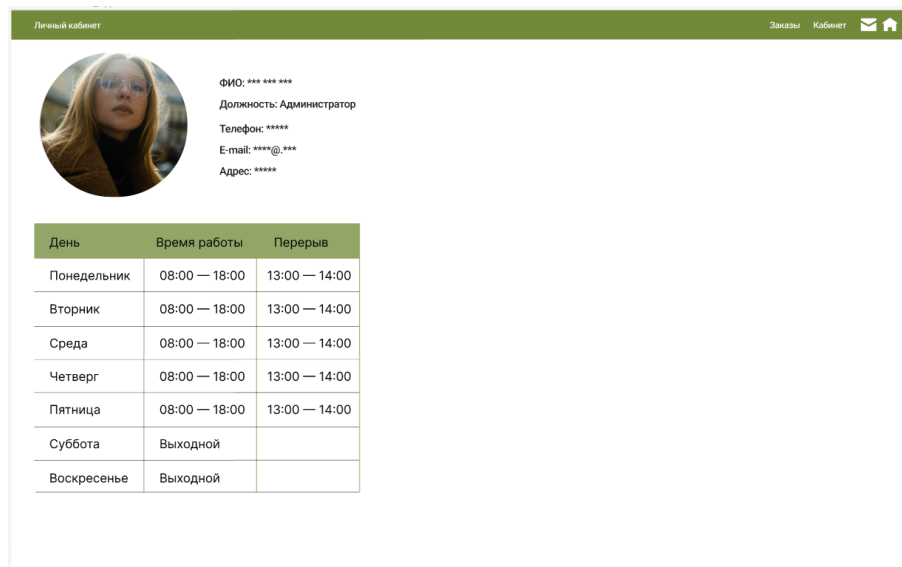 Личный кабинет
Заказы Кабинет
ФИО: *** *** ***
Должность: Администратор
Телефон: *****
E-mail: ****@.***
Адрес: *****
День Время работы Перерыв
Понедельник 08:00 — 18:00 13:00 — 14:00
Вторник 08:00 — 18:00 13:00 — 14:00
Среда 08:00 — 18:00 13:00 — 14:00
Четверг 08:00 — 18:00 13:00 — 14:00
Пятница 08:00 — 18:00 13:00 — 14:00
Суббота Выходной
Воскресенье Выходной